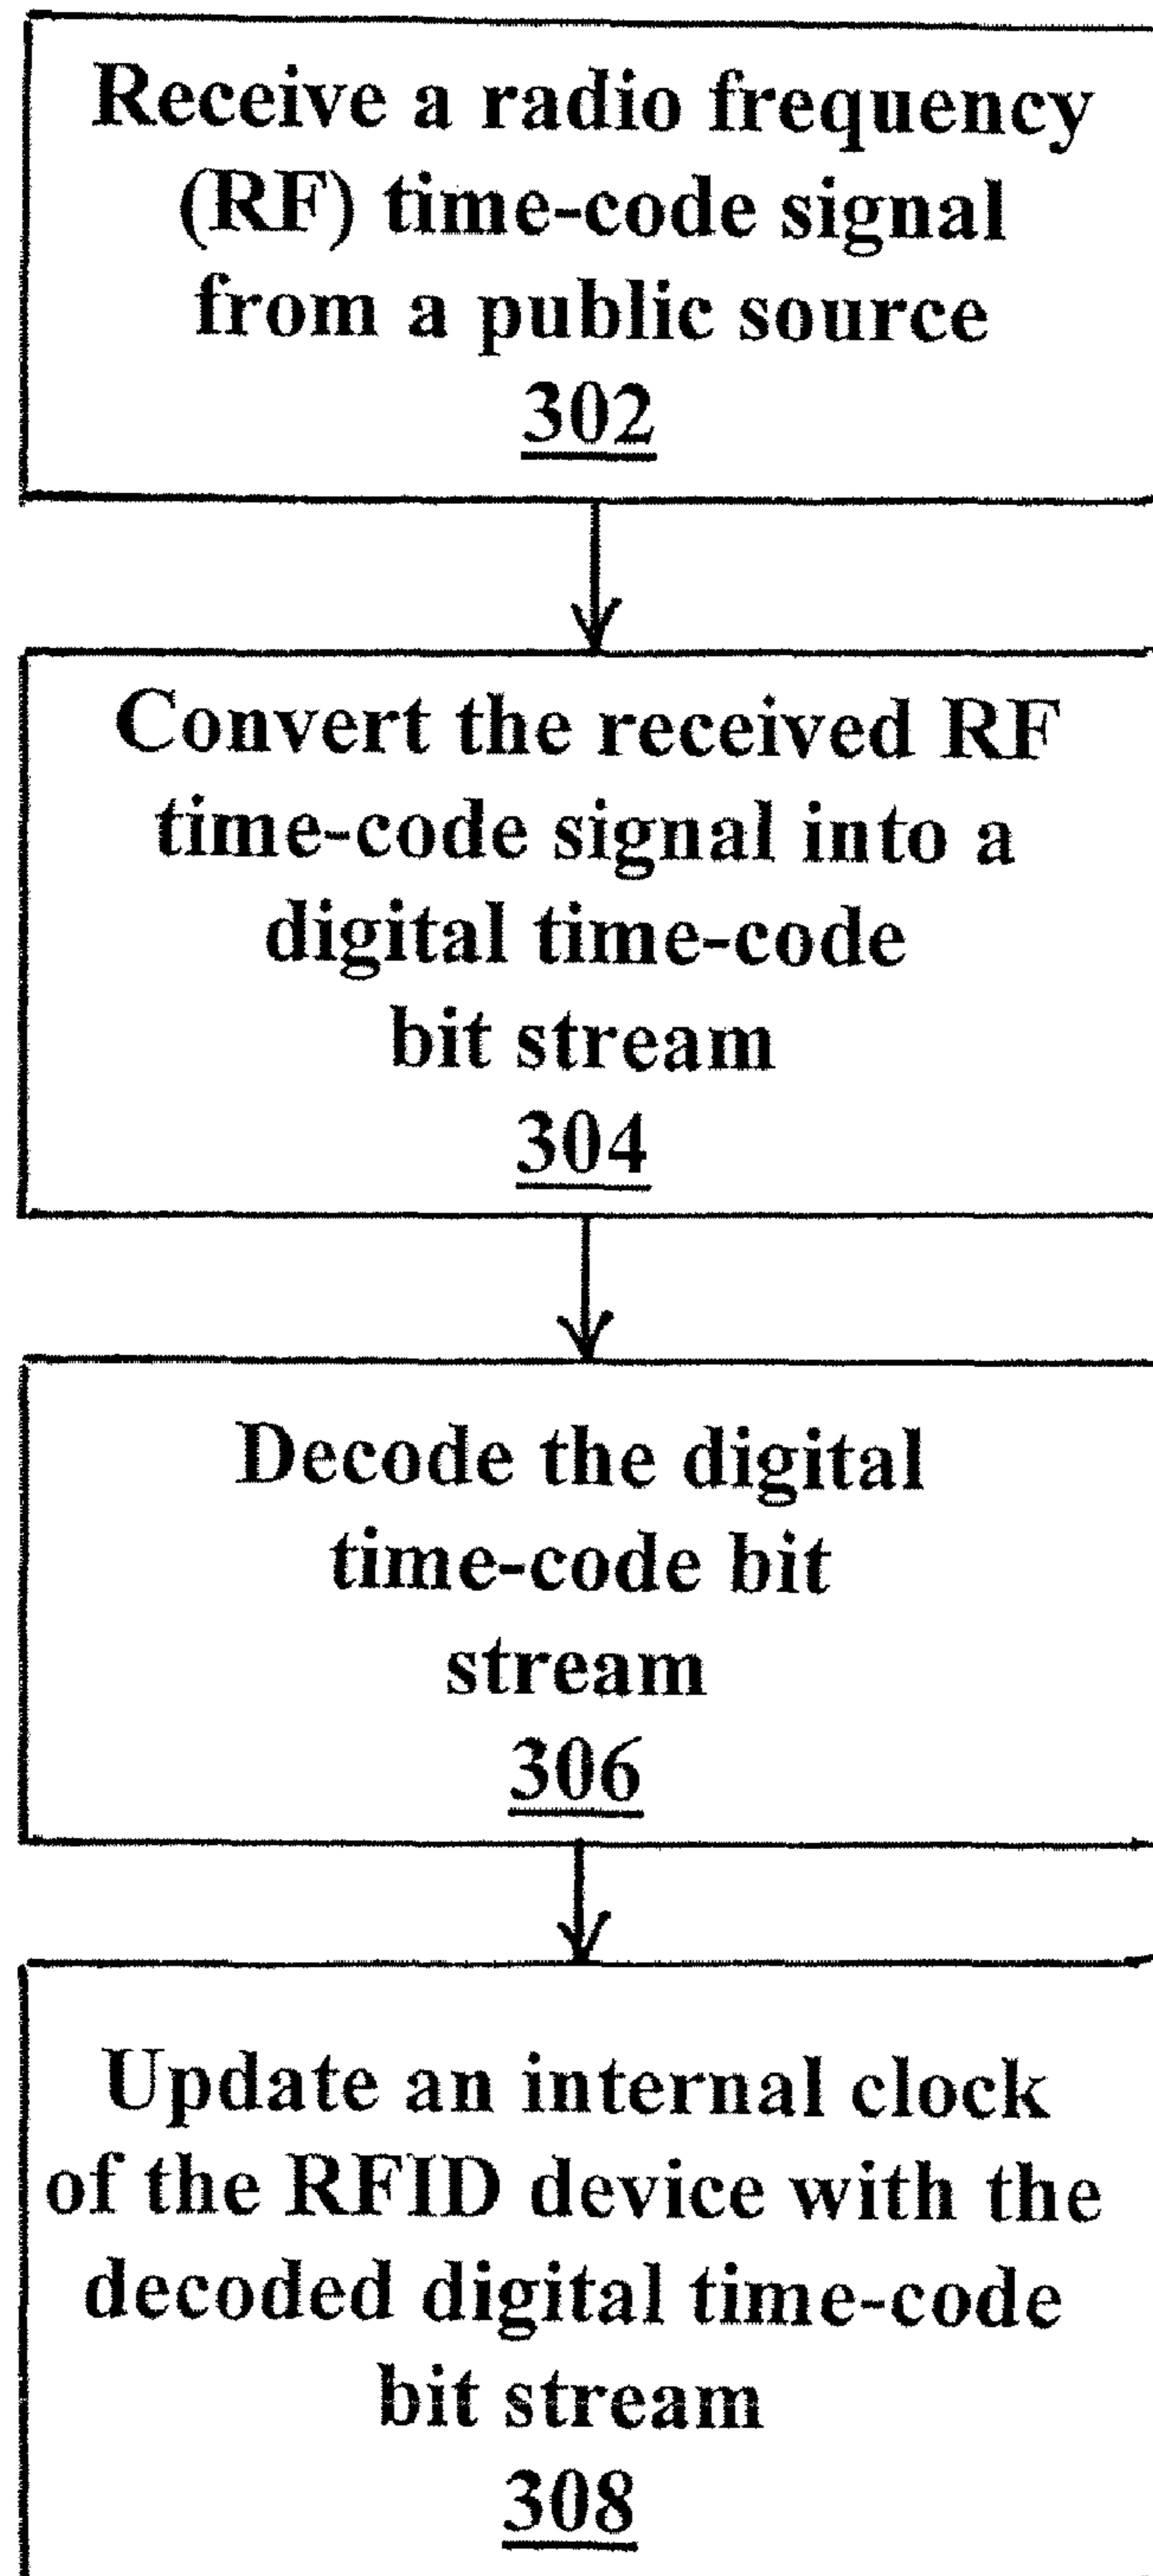 Receive a radio frequency
(RF) time-code signal
from a public source
302
Convert the received RF
time-code signal into a
digital time-code
bit stream
304
Decode the digital
time-code bit
stream
306
Update an internal clock
of the RFID device with the
decoded digital time-code
bit stream
308